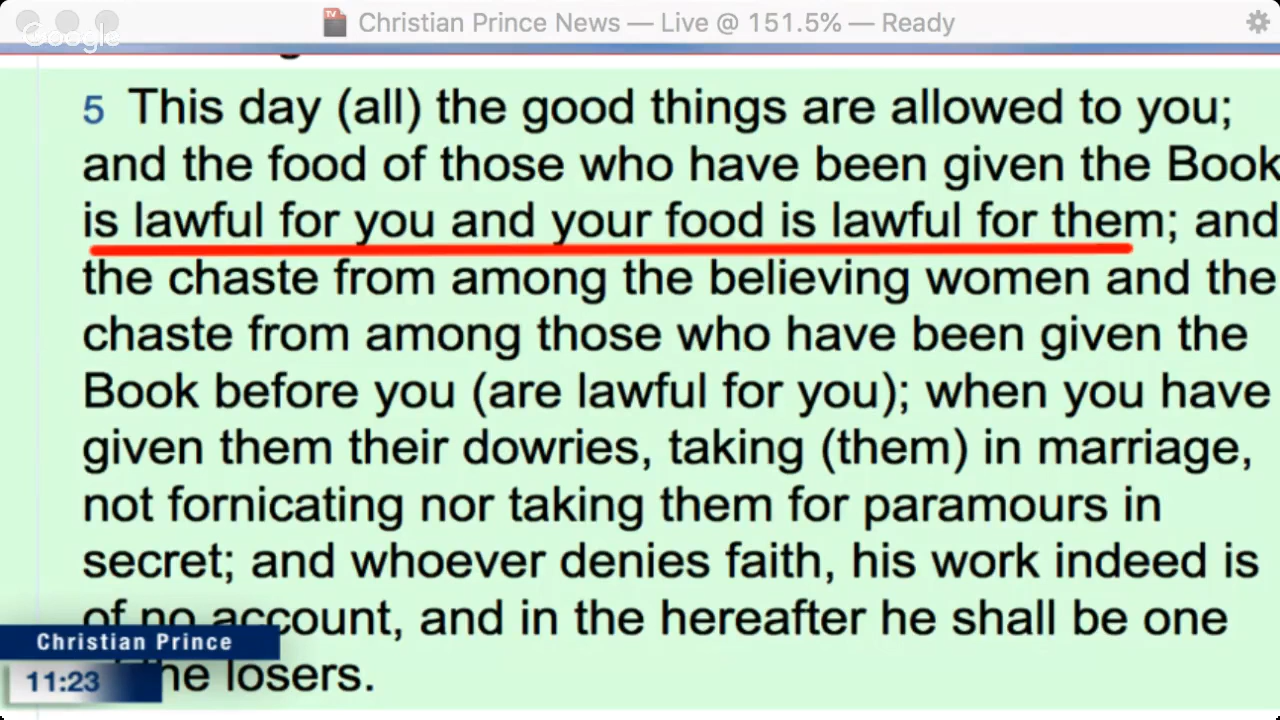 Google
Christian Prince News — Live @ 151.5% — Ready
5 This day (all) the good things are allowed to you;
and the food of those who have been given the Book
is lawful for you and your food is lawful for them; and
the chaste from among the believing women and the
chaste from among those who have been given the
Book before you (are lawful for you); when you have
given them their dowries, taking (them) in marriage,
not fornicating nor taking them for paramours in
secret; and whoever denies faith, his work indeed is
of no account, and in the hereafter he shall be one
Christian Prince
losers.
11:23